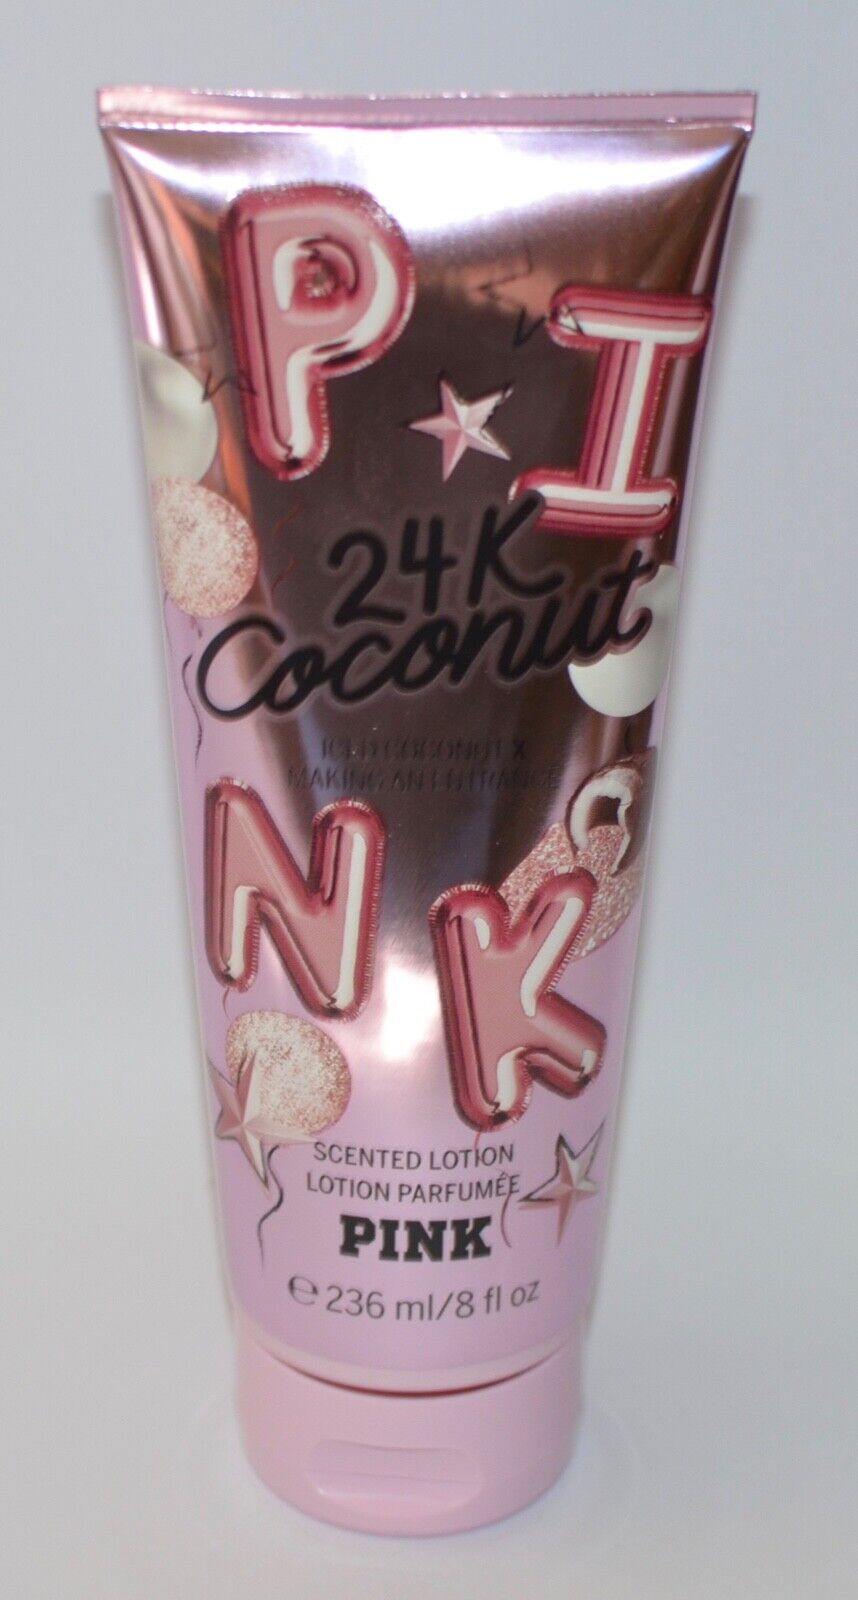 P I
24K
Coconut
ICED COCONUT X
MAKING AN ENTRANCE
N K
SCENTED LOTION
LOTION PARFUMÉE
PINK
℮ 236 ml/8 fl oz